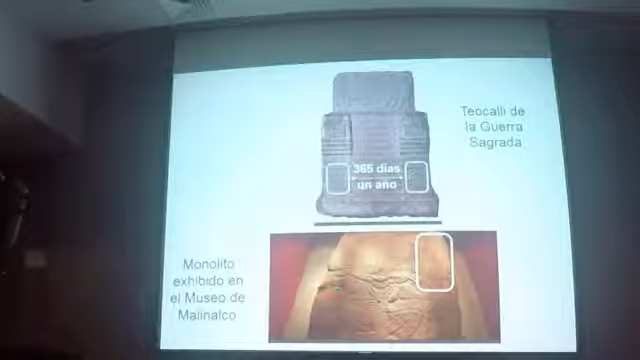 Teocalli de
la Guerra
Sagrada
365 días
un año
Monolito
exhibido en
el Museo de
Malinalco